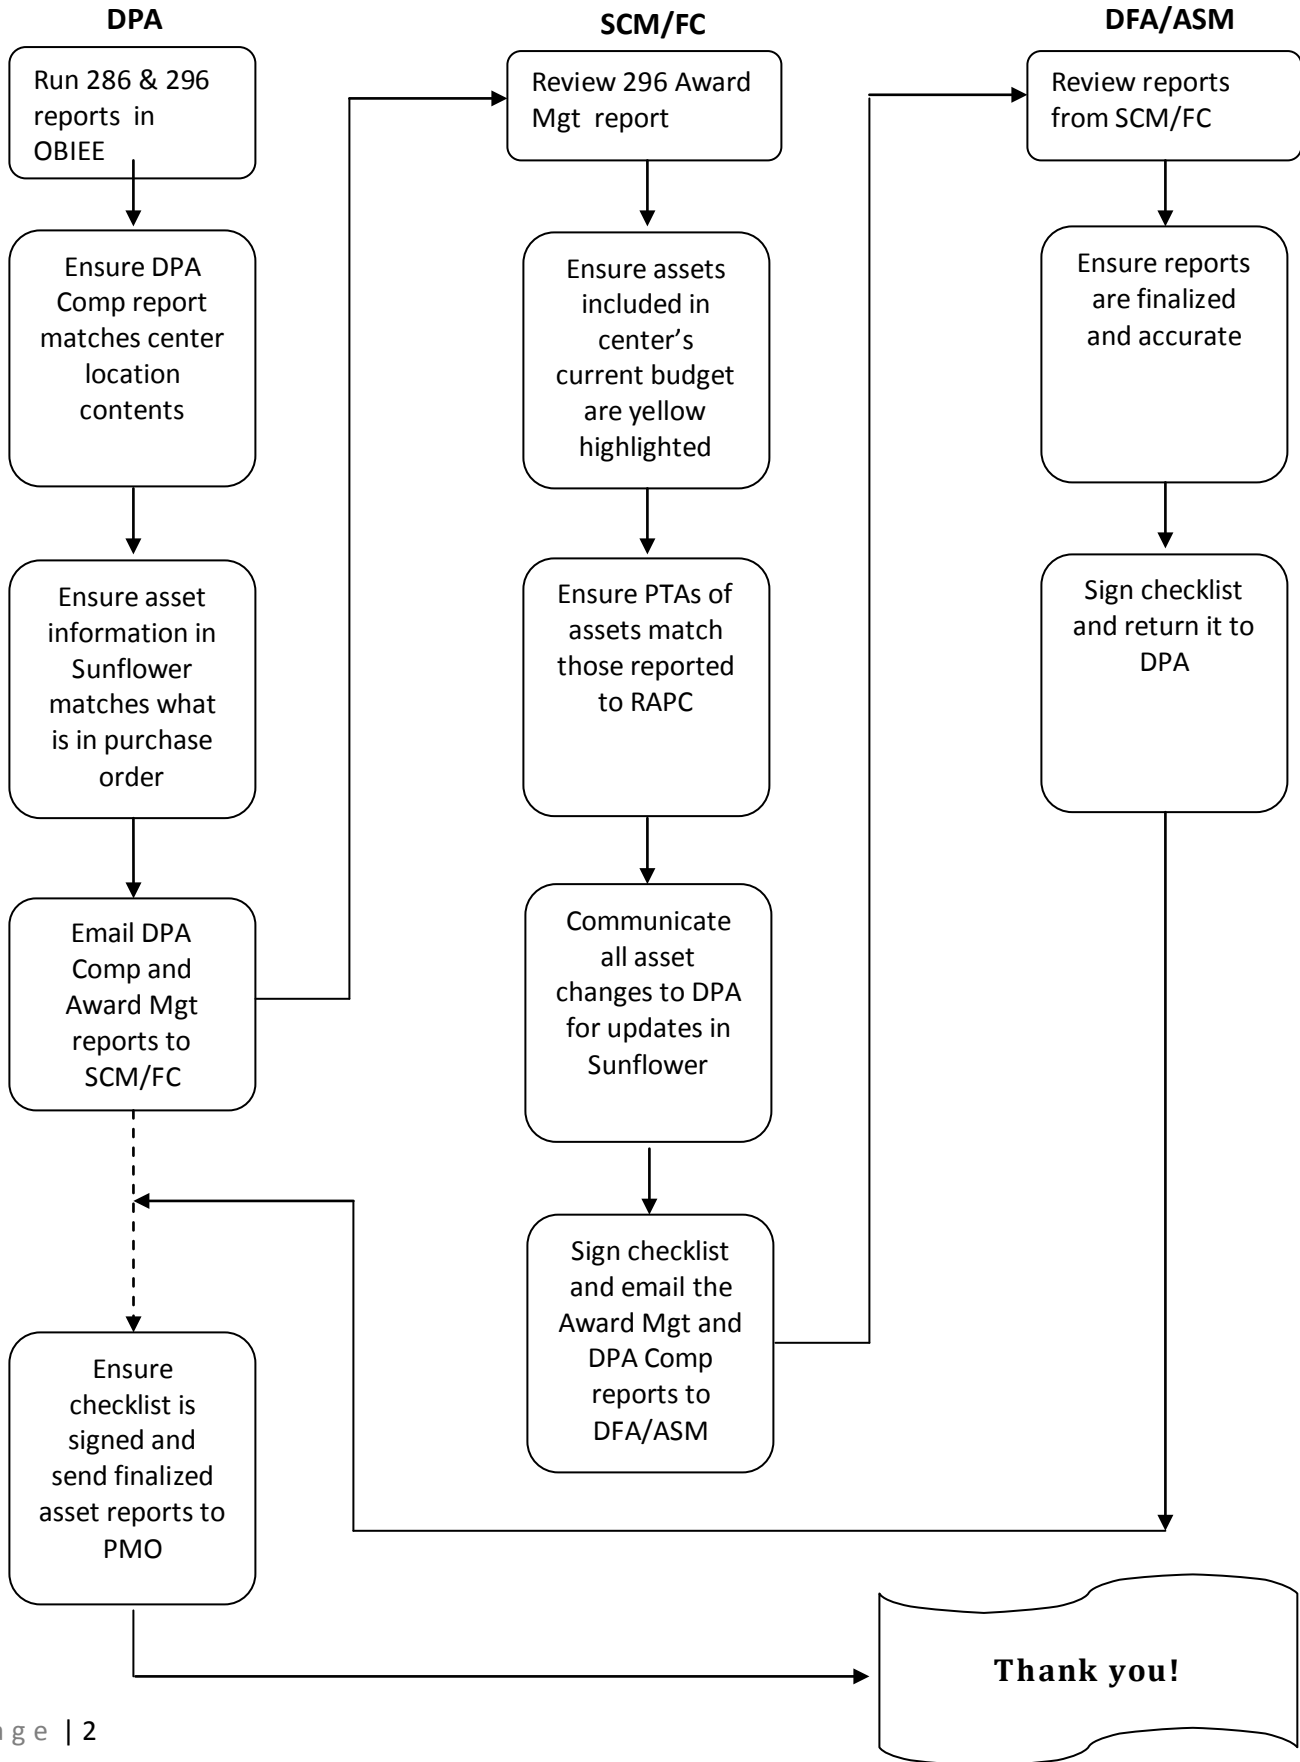 DPA
Run 286 & 296
reports in
OBIEE
Ensure DPA
Comp report
matches center
location
contents
Ensure asset
information in
Sunflower
matches what
is in purchase
order
Email DPA
Comp and
Award Mgt
reports to
SCM/FC
Ensure
checklist is
signed and
send finalized
asset reports to
PMO
SCM/FC
Review 296 Award
Mgt report
Ensure assets
included in
center’s
current budget
are yellow
highlighted
Ensure PTAs of
assets match
those reported
to RAPC
Communicate
all asset
changes to DPA
for updates in
Sunflower
Sign checklist
and email the
Award Mgt and
DPA Comp
reports to
DFA/ASM
DFA/ASM
Review reports
from SCM/FC
Ensure reports
are finalized
and accurate
Sign checklist
and return it to
DPA
Thank you!
g e | 2